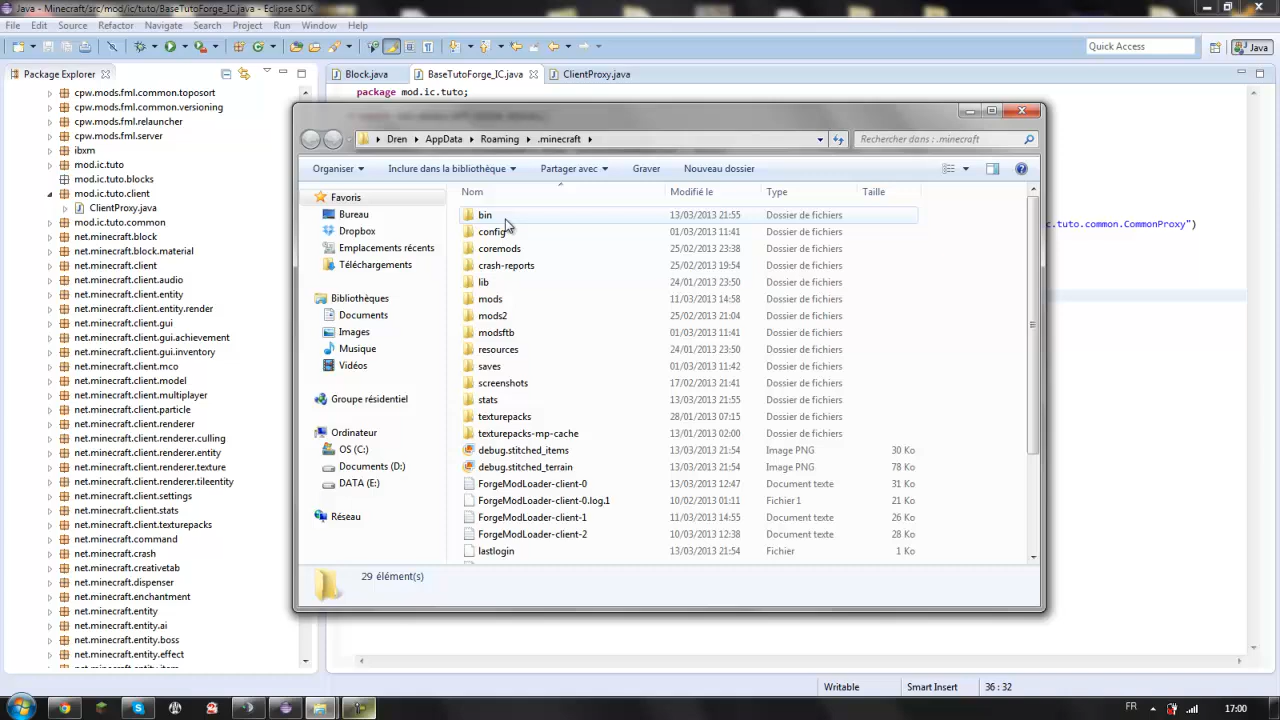 Java - Minecraft/src/mod/ic/tuto/BaseTutoForge_IC.java - Eclipse SDK
File Edit Source Refactor Navigate Search Project Run Window Help
Quick Access
Java
Package Explorer
Block.java
BaseTutoForge_IC.java
ClientProxy.java
package mod.ic.tuto;
cpw.mods.fml.common.toposort
cpw.mods.fml.common.versioning
cpw.mods.fml.relauncher
cpw.mods.fml.server
ibxm
mod.ic.tuto
mod.ic.tuto.blocks
mod.ic.tuto.client
ClientProxy.java
mod.ic.tuto.common
net.minecraft.block
net.minecraft.block.material
net.minecraft.client
net.minecraft.client.audio
net.minecraft.client.entity
net.minecraft.client.entity.render
net.minecraft.client.gui
net.minecraft.client.gui.achievement
net.minecraft.client.gui.inventory
net.minecraft.client.mco
net.minecraft.client.model
net.minecraft.client.multiplayer
net.minecraft.client.particle
net.minecraft.client.renderer
net.minecraft.client.renderer.culling
net.minecraft.client.renderer.entity
net.minecraft.client.renderer.texture
net.minecraft.client.renderer.tileentity
net.minecraft.client.settings
net.minecraft.client.stats
net.minecraft.client.texturepacks
net.minecraft.command
net.minecraft.crash
net.minecraft.creativetab
net.minecraft.dispenser
net.minecraft.enchantment
net.minecraft.entity
net.minecraft.entity.ai
net.minecraft.entity.boss
net.minecraft.entity.effect
net.minecraft.entity.item
c.tuto.common.CommonProxy")
Dren AppData Roaming .minecraft
Rechercher dans : .minecraft
Organiser Inclure dans la bibliothèque Partager avec Graver Nouveau dossier
Favoris
Bureau
Dropbox
Emplacements récents
Téléchargements
Bibliothèques
Documents
Images
Musique
Vidéos
Groupe résidentiel
Ordinateur
OS (C:)
Documents (D:)
DATA (E:)
Réseau
Nom Modifié le Type Taille
bin 13/03/2013 21:55 Dossier de fichiers
config 01/03/2013 11:41 Dossier de fichiers
coremods 25/02/2013 23:38 Dossier de fichiers
crash-reports 25/02/2013 19:54 Dossier de fichiers
lib 24/01/2013 23:50 Dossier de fichiers
mods 11/03/2013 14:58 Dossier de fichiers
mods2 25/02/2013 21:04 Dossier de fichiers
modsftb 01/03/2013 11:41 Dossier de fichiers
resources 24/01/2013 23:50 Dossier de fichiers
saves 01/03/2013 11:42 Dossier de fichiers
screenshots 17/02/2013 21:41 Dossier de fichiers
stats 13/03/2013 21:55 Dossier de fichiers
texturepacks 28/01/2013 07:15 Dossier de fichiers
texturepacks-mp-cache 13/01/2013 02:00 Dossier de fichiers
debug.stitched_items 13/03/2013 21:54 Image PNG 30 Ko
debug.stitched_terrain 13/03/2013 21:54 Image PNG 78 Ko
ForgeModLoader-client-0 13/03/2013 12:47 Document texte 31 Ko
ForgeModLoader-client-0.log.1 10/02/2013 01:11 Fichier 1 21 Ko
ForgeModLoader-client-1 11/03/2013 14:55 Document texte 26 Ko
ForgeModLoader-client-2 10/03/2013 12:38 Document texte 28 Ko
lastlogin 13/03/2013 21:54 Fichier 1 Ko
29 élément(s)
Writable Smart Insert 36 : 32
FR 17:00